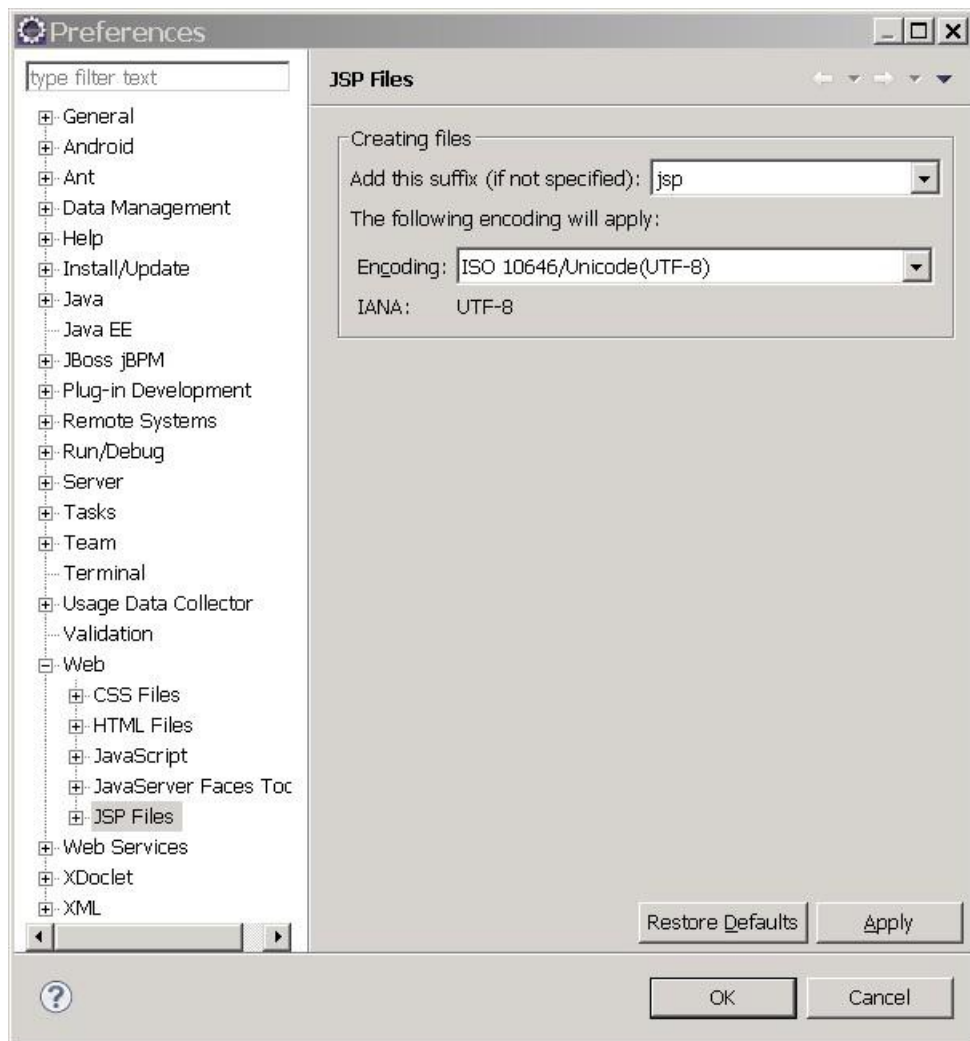 Preferences
type filter text
General
Android
Ant
Data Management
Help
Install/Update
Java
Java EE
JBoss jBPM
Plug-in Development
Remote Systems
Run/Debug
Server
Tasks
Team
Terminal
Usage Data Collector
Validation
Web
CSS Files
HTML Files
JavaScript
JavaServer Faces Toc
JSP Files
Web Services
XDoclet
XML
JSP Files
Creating files
Add this suffix (if not specified): jsp
The following encoding will apply:
Encoding: ISO 10646/Unicode(UTF-8)
IANA: UTF-8
Restore Defaults Apply
? OK Cancel